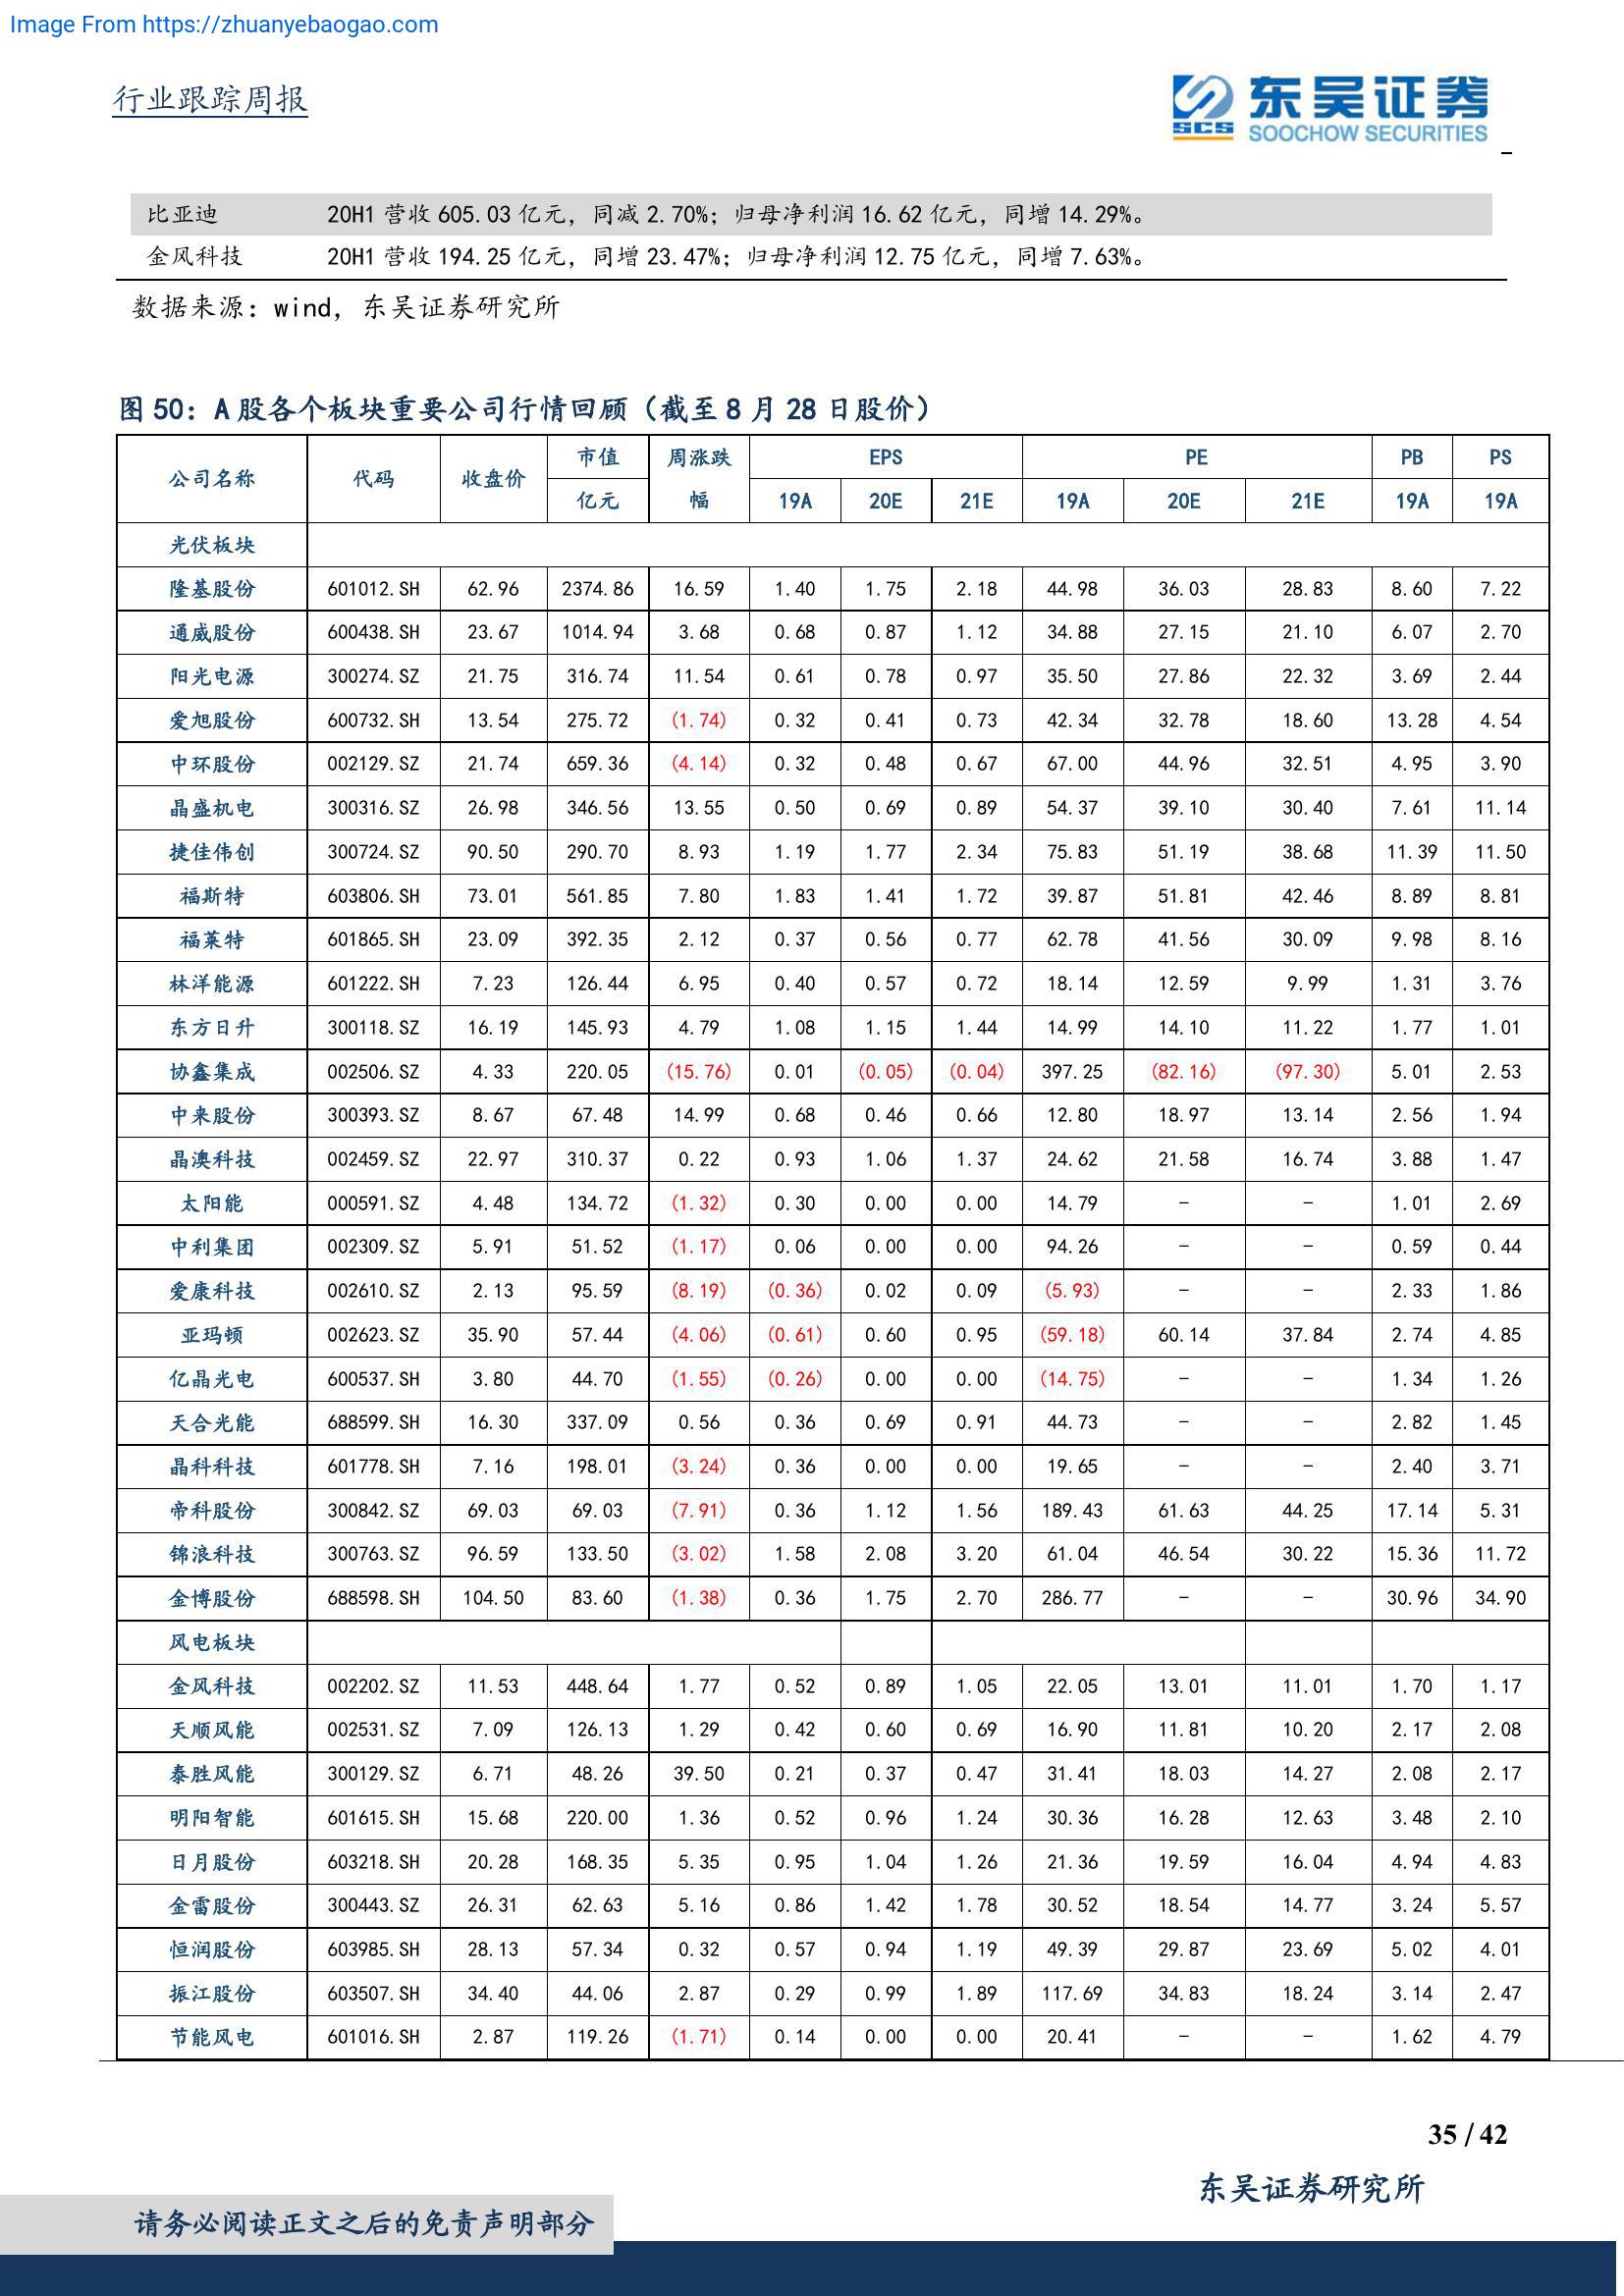 Image From https://zhuanyebaogao.com
行业跟踪周报
SCS 东吴证券
SOOCHOW SECURITIES
比亚迪 20H1 营收 605.03 亿元，同减 2.70%；归母净利润 16.62 亿元，同增 14.29%。
金风科技 20H1 营收 194.25 亿元，同增 23.47%；归母净利润 12.75 亿元，同增 7.63%。
数据来源：wind，东吴证券研究所
图 50：A 股各个板块重要公司行情回顾（截至 8 月 28 日股价）
公司名称 代码 收盘价 市值 周涨跌 EPS PE PB PS
亿元 幅 19A 20E 21E 19A 20E 21E 19A 19A
光伏板块
隆基股份 601012.SH 62.96 2374.86 16.59 1.40 1.75 2.18 44.98 36.03 28.83 8.60 7.22
通威股份 600438.SH 23.67 1014.94 3.68 0.68 0.87 1.12 34.88 27.15 21.10 6.07 2.70
阳光电源 300274.SZ 21.75 316.74 11.54 0.61 0.78 0.97 35.50 27.86 22.32 3.69 2.44
爱旭股份 600732.SH 13.54 275.72 (1.74) 0.32 0.41 0.73 42.34 32.78 18.60 13.28 4.54
中环股份 002129.SZ 21.74 659.36 (4.14) 0.32 0.48 0.67 67.00 44.96 32.51 4.95 3.90
晶盛机电 300316.SZ 26.98 346.56 13.55 0.50 0.69 0.89 54.37 39.10 30.40 7.61 11.14
捷佳伟创 300724.SZ 90.50 290.70 8.93 1.19 1.77 2.34 75.83 51.19 38.68 11.39 11.50
福斯特 603806.SH 73.01 561.85 7.80 1.83 1.41 1.72 39.87 51.81 42.46 8.89 8.81
福莱特 601865.SH 23.09 392.35 2.12 0.37 0.56 0.77 62.78 41.56 30.09 9.98 8.16
林洋能源 601222.SH 7.23 126.44 6.95 0.40 0.57 0.72 18.14 12.59 9.99 1.31 3.76
东方日升 300118.SZ 16.19 145.93 4.79 1.08 1.15 1.44 14.99 14.10 11.22 1.77 1.01
协鑫集成 002506.SZ 4.33 220.05 (15.76) 0.01 (0.05) (0.04) 397.25 (82.16) (97.30) 5.01 2.53
中来股份 300393.SZ 8.67 67.48 14.99 0.68 0.46 0.66 12.80 18.97 13.14 2.56 1.94
晶澳科技 002459.SZ 22.97 310.37 0.22 0.93 1.06 1.37 24.62 21.58 16.74 3.88 1.47
太阳能 000591.SZ 4.48 134.72 (1.32) 0.30 0.00 0.00 14.79 - - 1.01 2.69
中利集团 002309.SZ 5.91 51.52 (1.17) 0.06 0.00 0.00 94.26 - - 0.59 0.44
爱康科技 002610.SZ 2.13 95.59 (8.19) (0.36) 0.02 0.09 (5.93) - - 2.33 1.86
亚玛顿 002623.SZ 35.90 57.44 (4.06) (0.61) 0.60 0.95 (59.18) 60.14 37.84 2.74 4.85
亿晶光电 600537.SH 3.80 44.70 (1.55) (0.26) 0.00 0.00 (14.75) - - 1.34 1.26
天合光能 688599.SH 16.30 337.09 0.56 0.36 0.69 0.91 44.73 - - 2.82 1.45
晶科科技 601778.SH 7.16 198.01 (3.24) 0.36 0.00 0.00 19.65 - - 2.40 3.71
帝科股份 300842.SZ 69.03 69.03 (7.91) 0.36 1.12 1.56 189.43 61.63 44.25 17.14 5.31
锦浪科技 300763.SZ 96.59 133.50 (3.02) 1.58 2.08 3.20 61.04 46.54 30.22 15.36 11.72
金博股份 688598.SH 104.50 83.60 (1.38) 0.36 1.75 2.70 286.77 - - 30.96 34.90
风电板块
金风科技 002202.SZ 11.53 448.64 1.77 0.52 0.89 1.05 22.05 13.01 11.01 1.70 1.17
天顺风能 002531.SZ 7.09 126.13 1.29 0.42 0.60 0.69 16.90 11.81 10.20 2.17 2.08
泰胜风能 300129.SZ 6.71 48.26 39.50 0.21 0.37 0.47 31.41 18.03 14.27 2.08 2.17
明阳智能 601615.SH 15.68 220.00 1.36 0.52 0.96 1.24 30.36 16.28 12.63 3.48 2.10
日月股份 603218.SH 20.28 168.35 5.35 0.95 1.04 1.26 21.36 19.59 16.04 4.94 4.83
金雷股份 300443.SZ 26.31 62.63 5.16 0.86 1.42 1.78 30.52 18.54 14.77 3.24 5.57
恒润股份 603985.SH 28.13 57.34 0.32 0.57 0.94 1.19 49.39 29.87 23.69 5.02 4.01
振江股份 603507.SH 34.40 44.06 2.87 0.29 0.99 1.89 117.69 34.83 18.24 3.14 2.47
节能风电 601016.SH 2.87 119.26 (1.71) 0.14 0.00 0.00 20.41 - - 1.62 4.79
35 / 42
东吴证券研究所
请务必阅读正文之后的免责声明部分